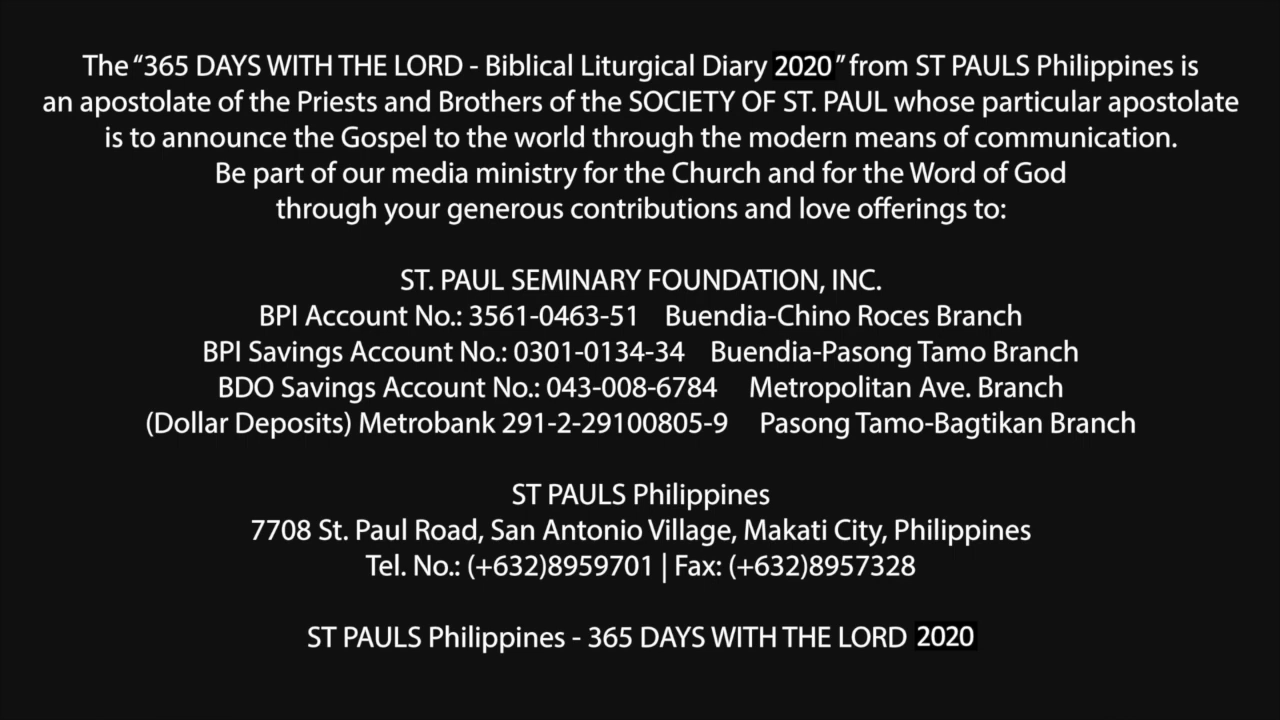 The “365 DAYS WITH THE LORD - Biblical Liturgical Diary 2020” from ST PAULS Philippines is
an apostolate of the Priests and Brothers of the SOCIETY OF ST. PAUL whose particular apostolate
is to announce the Gospel to the world through the modern means of communication.
Be part of our media ministry for the Church and for the Word of God
through your generous contributions and love offerings to:
ST. PAUL SEMINARY FOUNDATION, INC.
BPI Account No.: 3561-0463-51 Buendia-Chino Roces Branch
BPI Savings Account No.: 0301-0134-34 Buendia-Pasong Tamo Branch
BDO Savings Account No.: 043-008-6784 Metropolitan Ave. Branch
(Dollar Deposits) Metrobank 291-2-29100805-9 Pasong Tamo-Bagtikan Branch
ST PAULS Philippines
7708 St. Paul Road, San Antonio Village, Makati City, Philippines
Tel. No.: (+632)8959701 | Fax: (+632)8957328
ST PAULS Philippines - 365 DAYS WITH THE LORD 2020